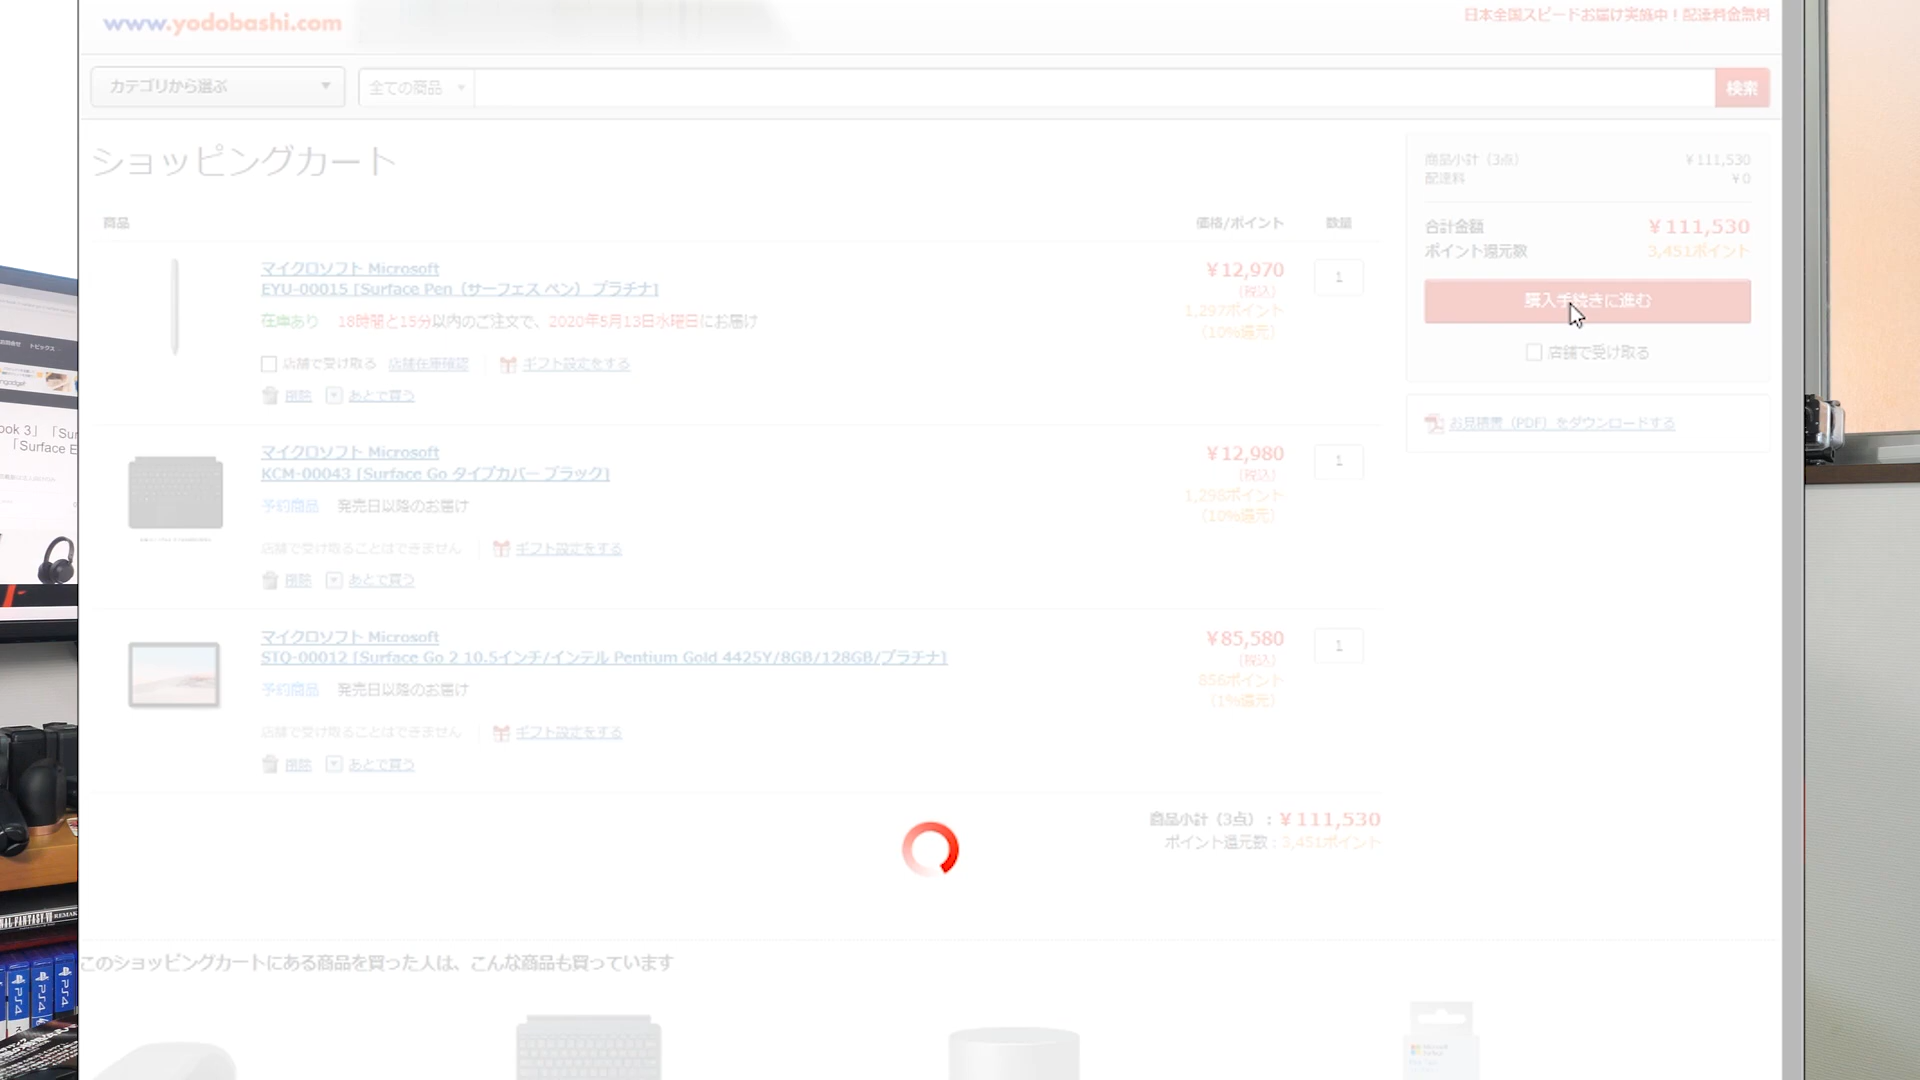 www.yodobashi.com
日本全国スピードお届け実施中！配達料金無料
カテゴリから選ぶ
全ての商品
検索
ショッピングカート
商品
価格/ポイント
数量
マイクロソフト Microsoft
EYU-00015 [Surface Pen（サーフェス ペン） プラチナ]
在庫あり 18時間と15分以内のご注文で、2020年5月13日水曜日にお届け
店舗で受け取る 店舗在庫確認 ギフト設定をする
削除 あとで買う
￥12,970
(税込)
1,297ポイント
（10%還元）
1
マイクロソフト Microsoft
KCM-00043 [Surface Go タイプカバー ブラック]
予約商品 発売日以降のお届け
店舗で受け取ることはできません ギフト設定をする
削除 あとで買う
￥12,980
(税込)
1,298ポイント
（10%還元）
1
マイクロソフト Microsoft
STQ-00012 [Surface Go 2 10.5インチ/インテル Pentium Gold 4425Y/8GB/128GB/プラチナ]
予約商品 発売日以降のお届け
店舗で受け取ることはできません ギフト設定をする
削除 あとで買う
￥85,580
(税込)
856ポイント
（1%還元）
1
商品小計（3点）：￥111,530
ポイント還元数：3,451ポイント
商品小計（3点） ￥111,530
配達料 ￥0
合計金額 ￥111,530
ポイント還元数 3,451ポイント
購入手続きに進む
店舗で受け取る
お見積書（PDF）をダウンロードする
このショッピングカートにある商品を買った人は、こんな商品も買っています
トピックス
ook 3」「Sur
「Surface E
FINAL FANTASY VII REMAK
PS4
PS4
PS4